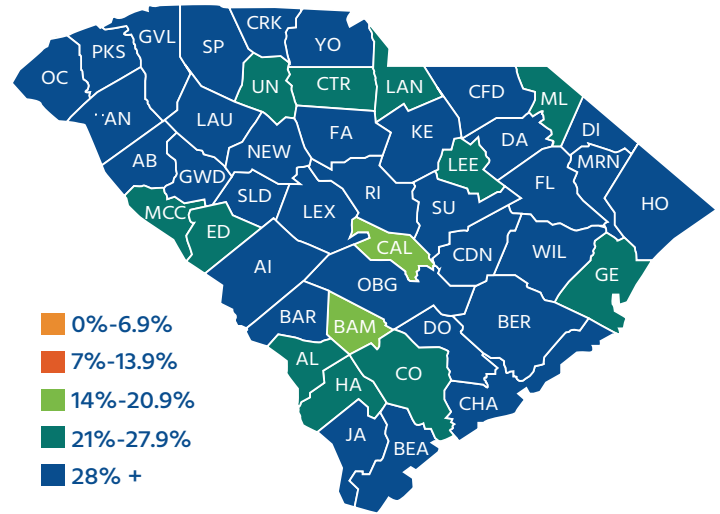 CRK
GVL
SP
YO
PKS
OC
UN
CTR
LAN
CFD
ML
AN
LAU
FA
KE
DA
DI
AB
GWD
NEW
LEE
MRN
FL
MCC
SLD
LEX
RI
SU
HO
ED
CAL
CDN
WIL
AI
OBG
GE
BAR
BAM
DO
BER
AL
HA
CO
CHA
JA
BEA
0%-6.9%
7%-13.9%
14%-20.9%
21%-27.9%
28% +